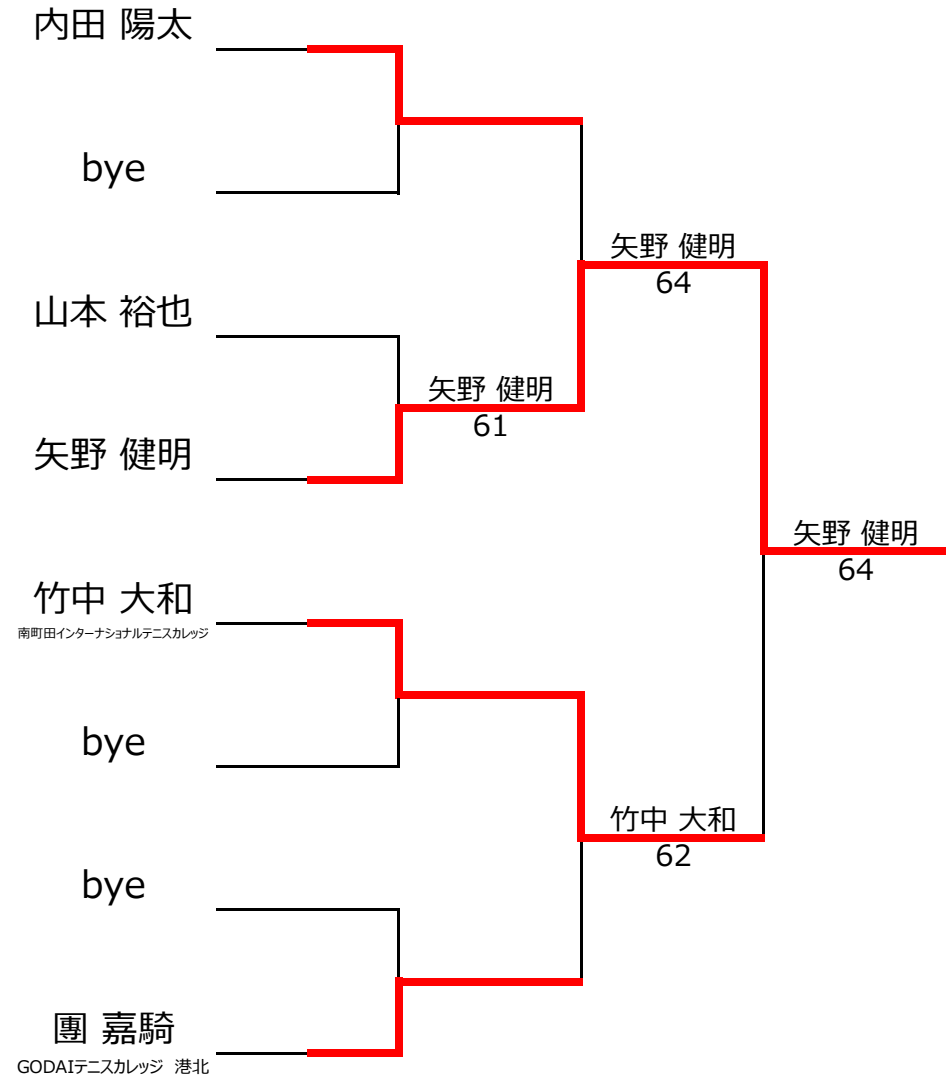 内田 陽太
bye
矢野 健明
64
山本 裕也
矢野 健明
61
矢野 健明
矢野 健明
64
竹中 大和
南町田インターナショナルテニスカレッジ
bye
竹中 大和
62
bye
團 嘉騎
GODAIテニスカレッジ 港北